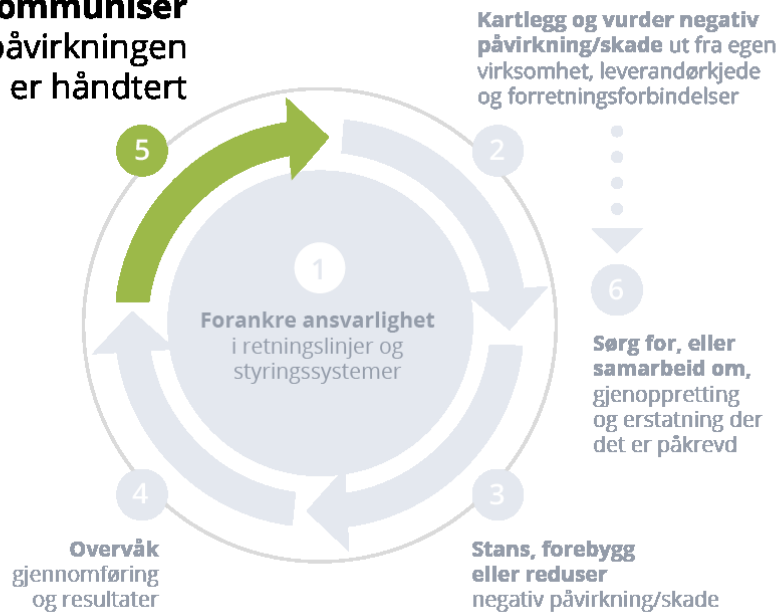 ommuniser
påvirkningen
er håndtert
5
Kartlegg og vurder negativ
påvirkning/skade ut fra egen
virksomhet, leverandørkjede
og forretningsforbindelser
2
1
Forankre ansvarlighet
i retningslinjer og
styringssystemer
6
Sørg for, eller
samarbeid om,
gjenoppretting
og erstatning der
det er påkrevd
4
Overvåk
gjennomføring
og resultater
3
Stans, forebygg
eller reduser
negativ påvirkning/skade